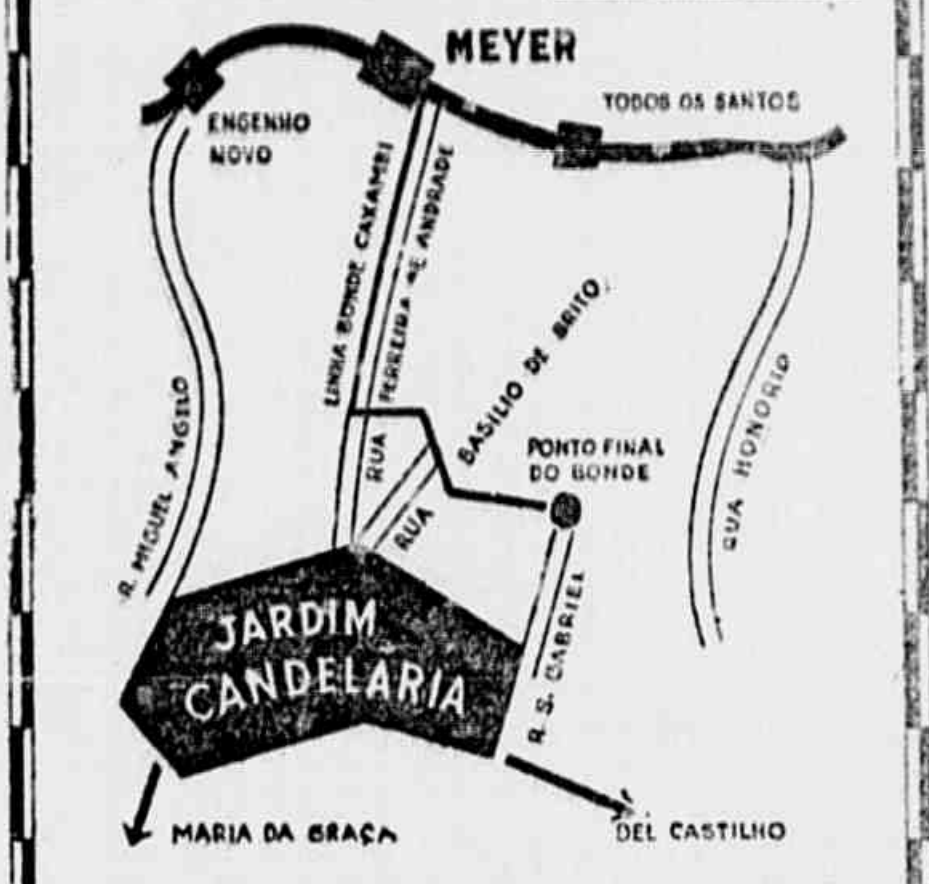 MEYER
TODOS OS SANTOS
ENGENHO
NOVO
LINHA BONDE CAXAMBI
RUA FERREIRA DE ANDRADE
RUA BASILIO DE BRITO
R. MIGUEL ANGELO
PONTO FINAL
DO BONDE
RUA HONORIO
R. S. GABRIEL
JARDIM
CANDELARIA
MARIA DA GRAÇA
DEL CASTILHO